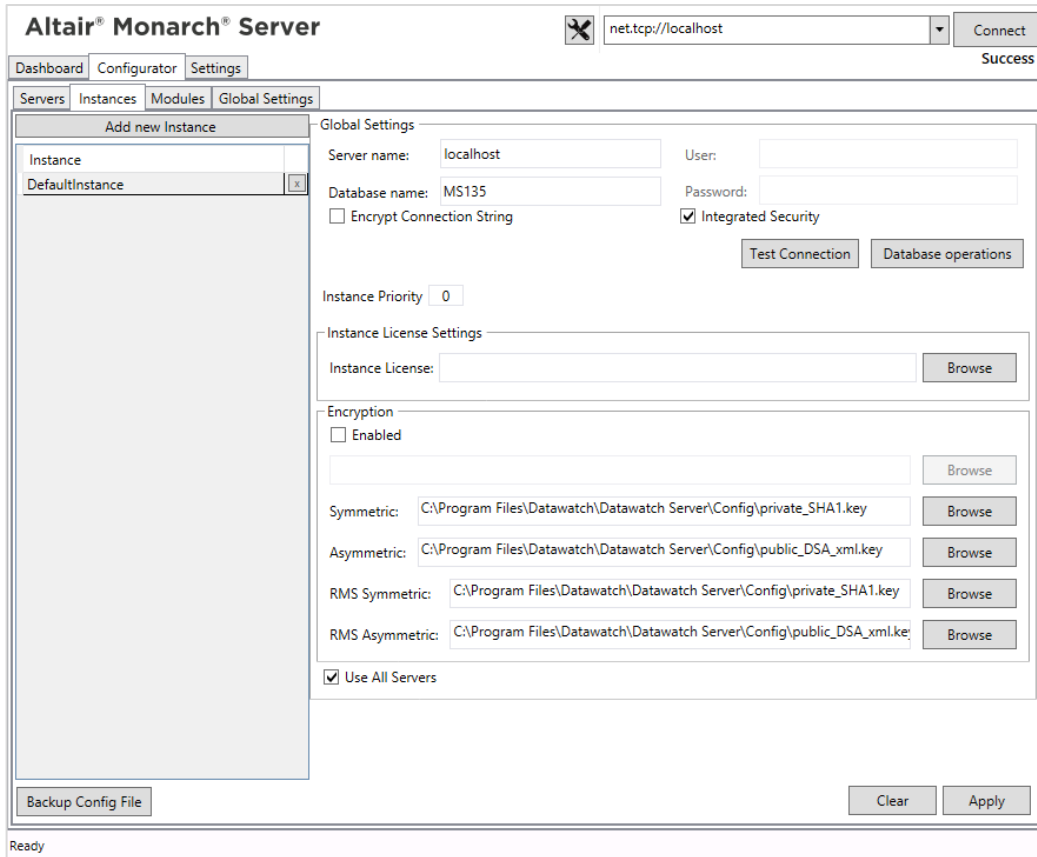 Altair® Monarch® Server
net.tcp://localhost
Connect
Success
Dashboard Configurator Settings
Servers Instances Modules Global Settings
Add new Instance
Instance
DefaultInstance x
Global Settings
Server name: localhost User:
Database name: MS135 Password:
Encrypt Connection String Integrated Security
Test Connection Database operations
Instance Priority 0
Instance License Settings
Instance License: Browse
Encryption
Enabled
Browse
Symmetric: C:\Program Files\Datawatch\Datawatch Server\Config\private_SHA1.key Browse
Asymmetric: C:\Program Files\Datawatch\Datawatch Server\Config\public_DSA_xml.key Browse
RMS Symmetric: C:\Program Files\Datawatch\Datawatch Server\Config\private_SHA1.key Browse
RMS Asymmetric: C:\Program Files\Datawatch\Datawatch Server\Config\public_DSA_xml.ke Browse
Use All Servers
Backup Config File Clear Apply
Ready